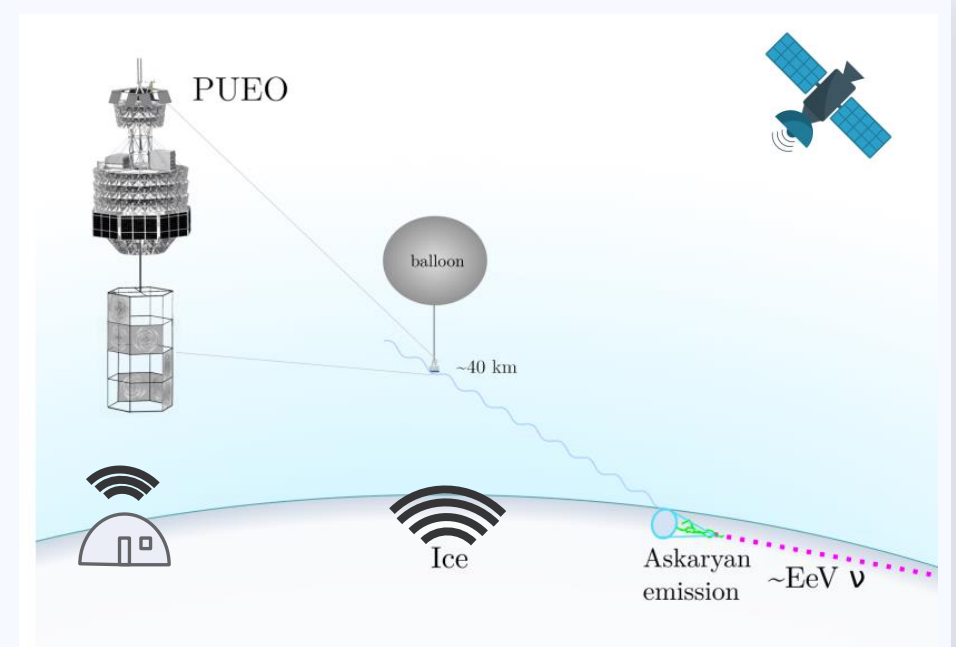 PUEO
balloon
~40 km
Ice
Askaryan
emission
~EeV ν